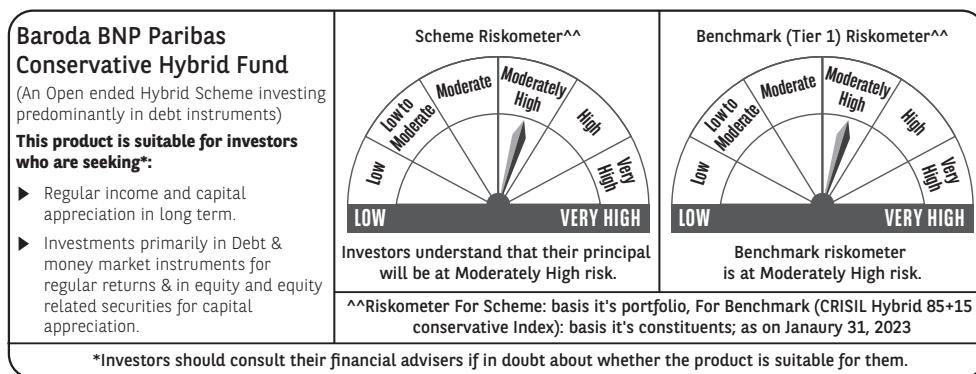 Baroda BNP Paribas
Conservative Hybrid Fund
(An Open ended Hybrid Scheme investing
predominantly in debt instruments)
This product is suitable for investors
who are seeking*:
▶ Regular income and capital
appreciation in long term.
▶ Investments primarily in Debt &
money market instruments for
regular returns & in equity and equity
related securities for capital
appreciation.
Scheme Riskometer^^
Low
Low to
Moderate
Moderate
Moderately
High
High
Very
High
LOW
VERY HIGH
Investors understand that their principal
will be at Moderately High risk.
Benchmark (Tier 1) Riskometer^^
Low
Low to
Moderate
Moderate
Moderately
High
High
Very
High
LOW
VERY HIGH
Benchmark riskometer
is at Moderately High risk.
^^Riskometer For Scheme: basis it's portfolio, For Benchmark (CRISIL Hybrid 85+15
conservative Index): basis it's constituents; as on Janaury 31, 2023
*Investors should consult their financial advisers if in doubt about whether the product is suitable for them.